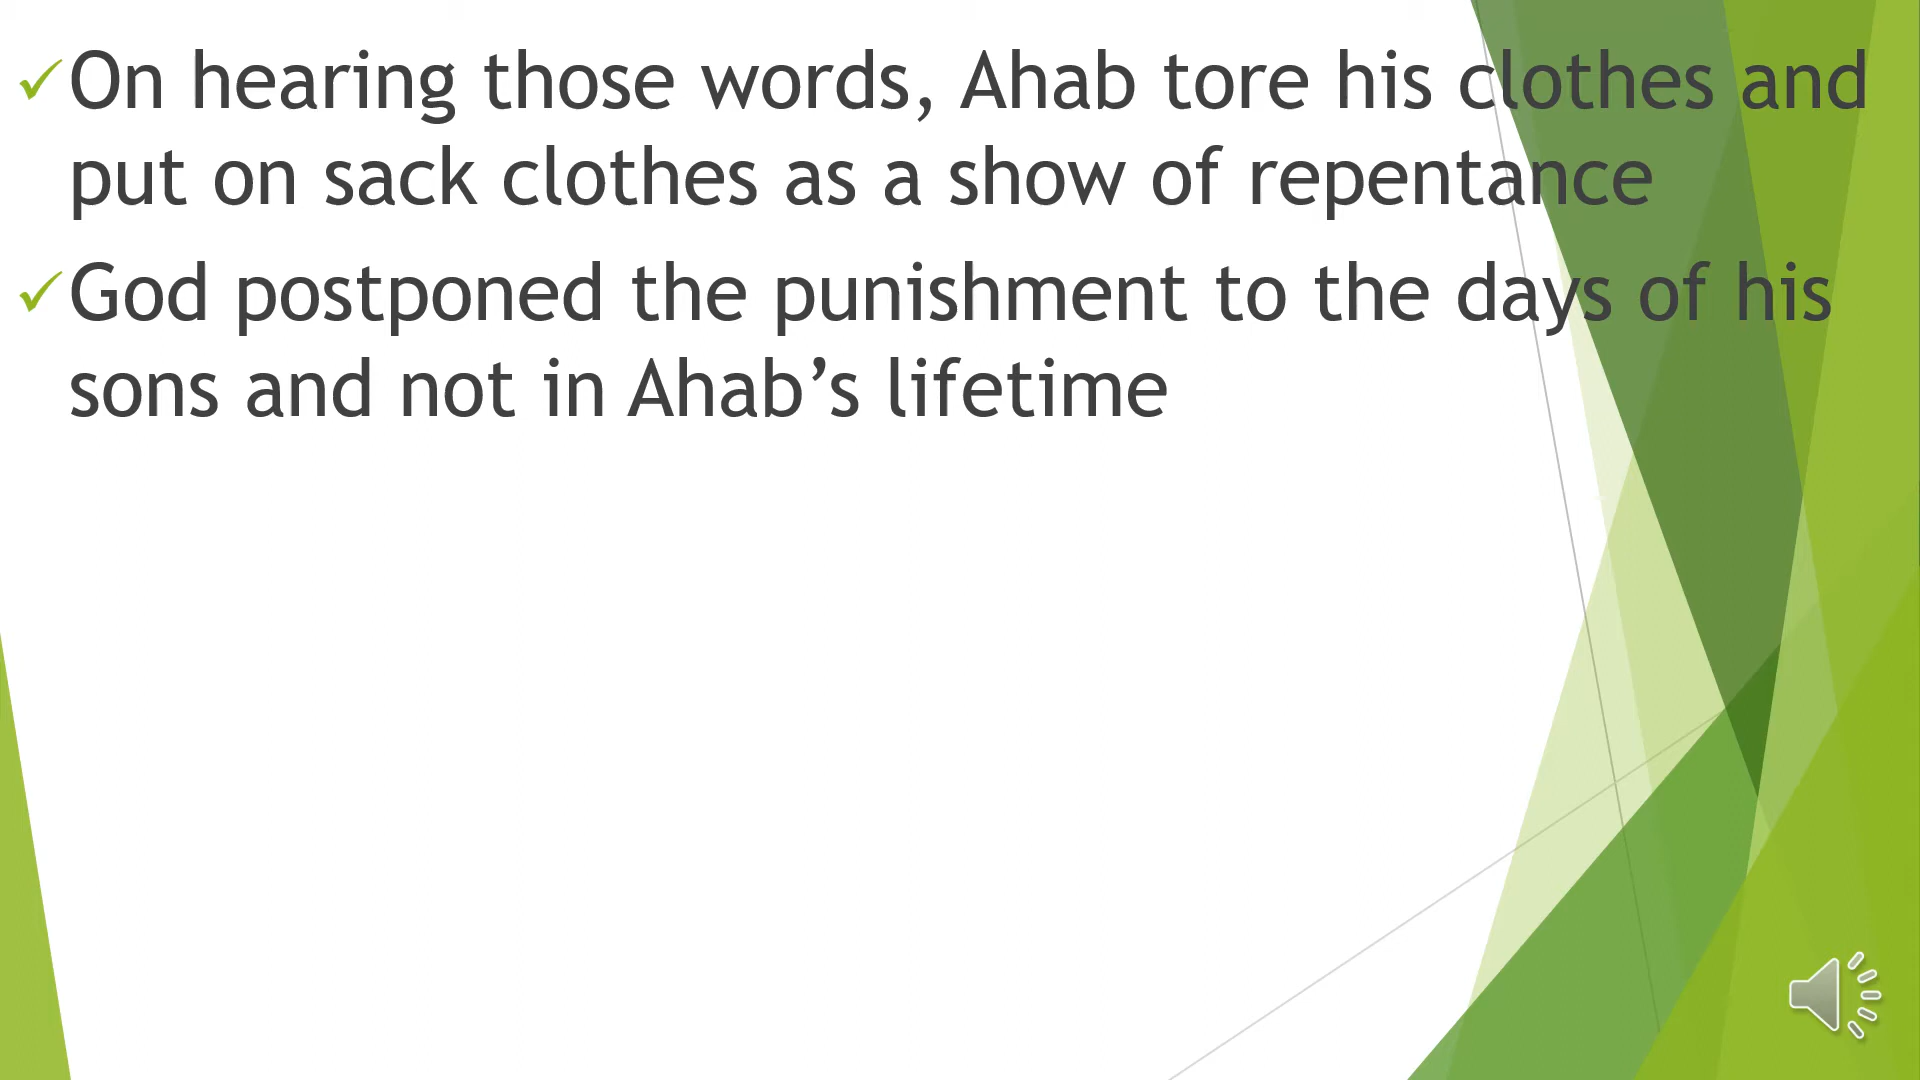 ✓On hearing those words, Ahab tore his clothes and
put on sack clothes as a show of repentance
✓God postponed the punishment to the days of his
sons and not in Ahab’s lifetime